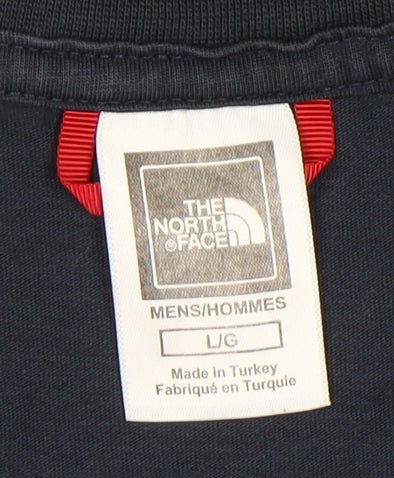 THE
NORTH
®FACE
MENS/HOMMES
L/G
Made in Turkey
Fabriqué en Turquie